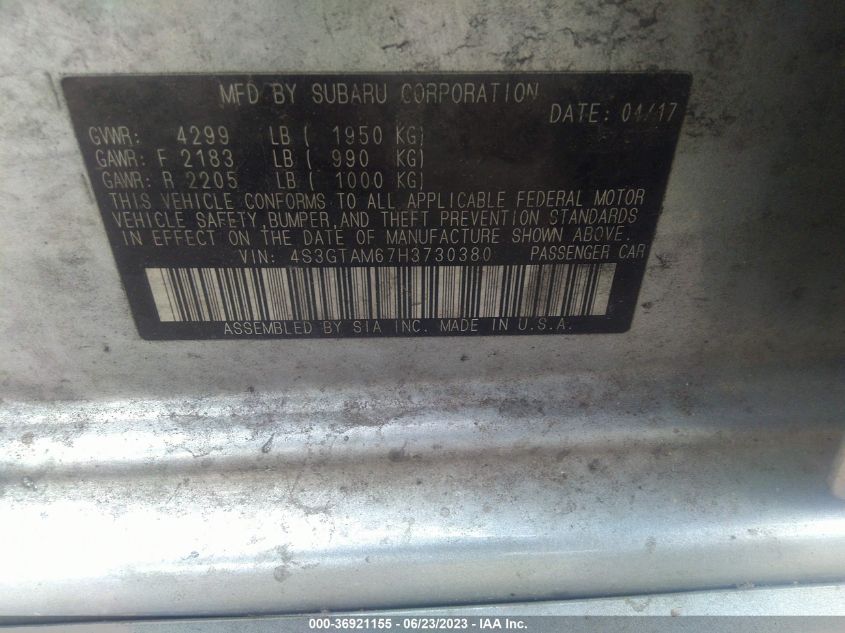 MFD BY SUBARU CORPORATION
DATE: 04/17
GVWR: 4299 LB ( 1950 KG)
GAWR: F 2183 LB ( 990 KG)
GAWR: R 2205 LB ( 1000 KG)
THIS VEHICLE CONFORMS TO ALL APPLICABLE FEDERAL MOTOR
VEHICLE SAFETY,BUMPER,AND THEFT PREVENTION STANDARDS
IN EFFECT ON THE DATE OF MANUFACTURE SHOWN ABOVE.
VIN: 4S3GTAM67H3730380 PASSENGER CAR
ASSEMBLED BY SIA INC. MADE IN U.S.A.
000-36921155 - 06/23/2023 - IAA Inc.